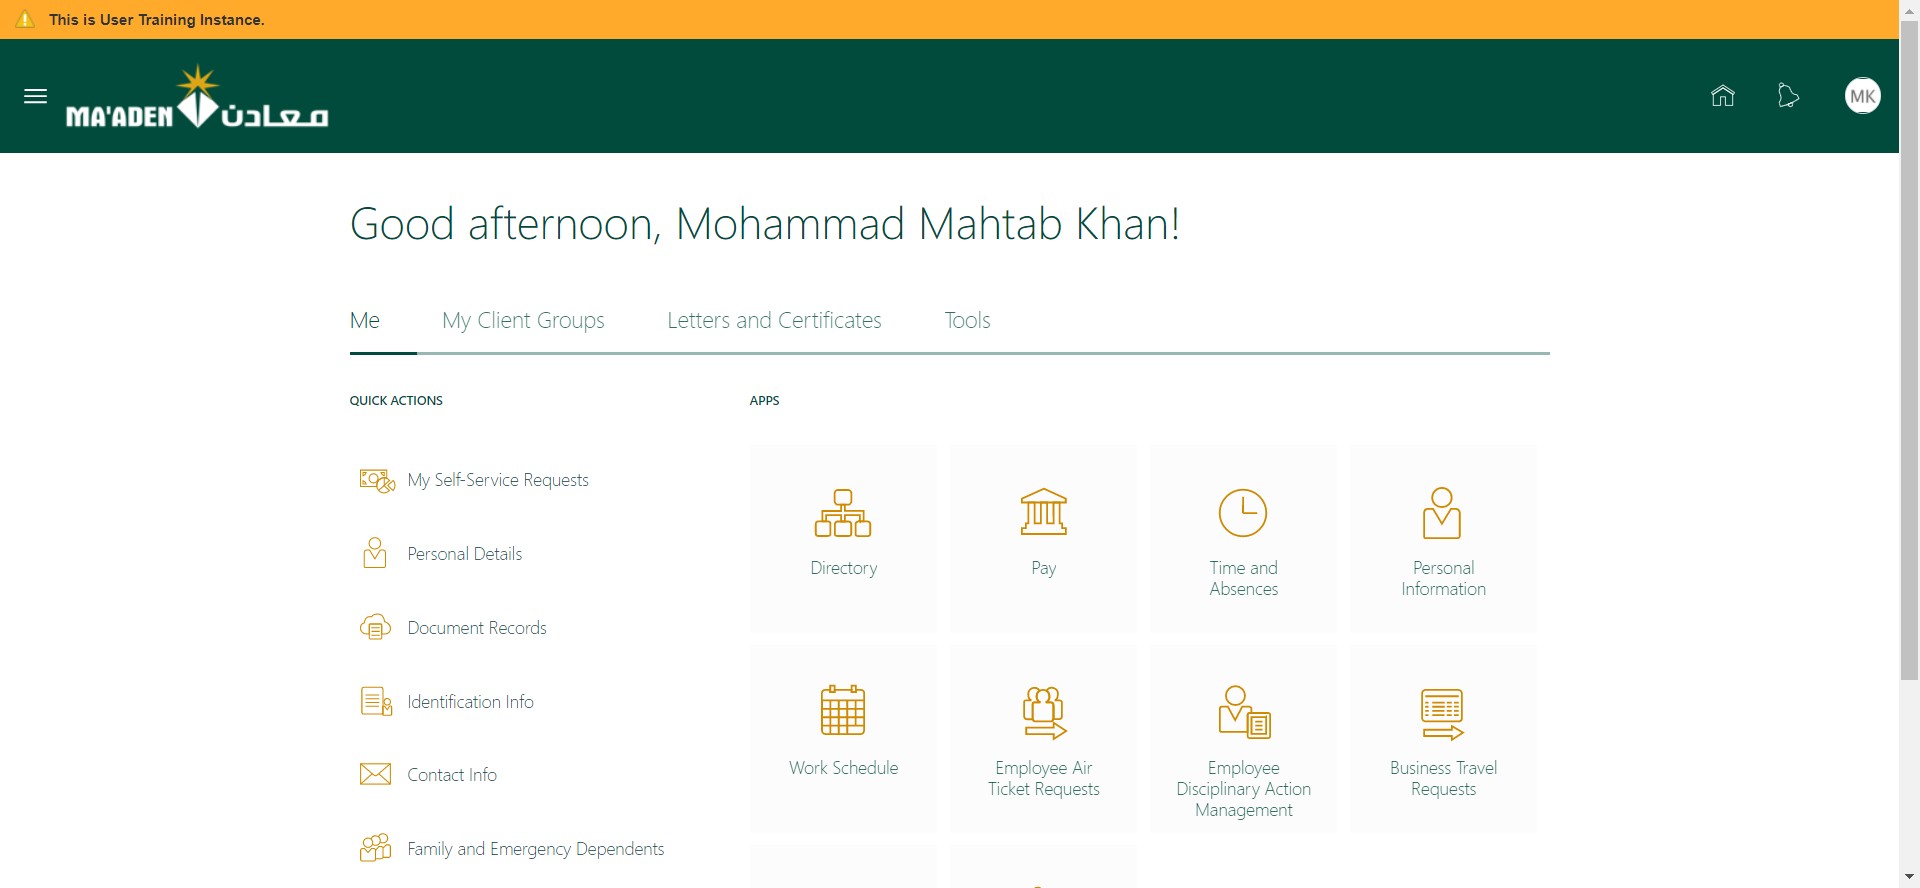 This is User Training Instance.
MA'ADEN معادن
MK
Good afternoon, Mohammad Mahtab Khan!
Me
My Client Groups
Letters and Certificates
Tools
QUICK ACTIONS
My Self-Service Requests
Personal Details
Document Records
Identification Info
Contact Info
Family and Emergency Dependents
APPS
Directory
Pay
Time and
Absences
Personal
Information
Work Schedule
Employee Air
Ticket Requests
Employee
Disciplinary Action
Management
Business Travel
Requests